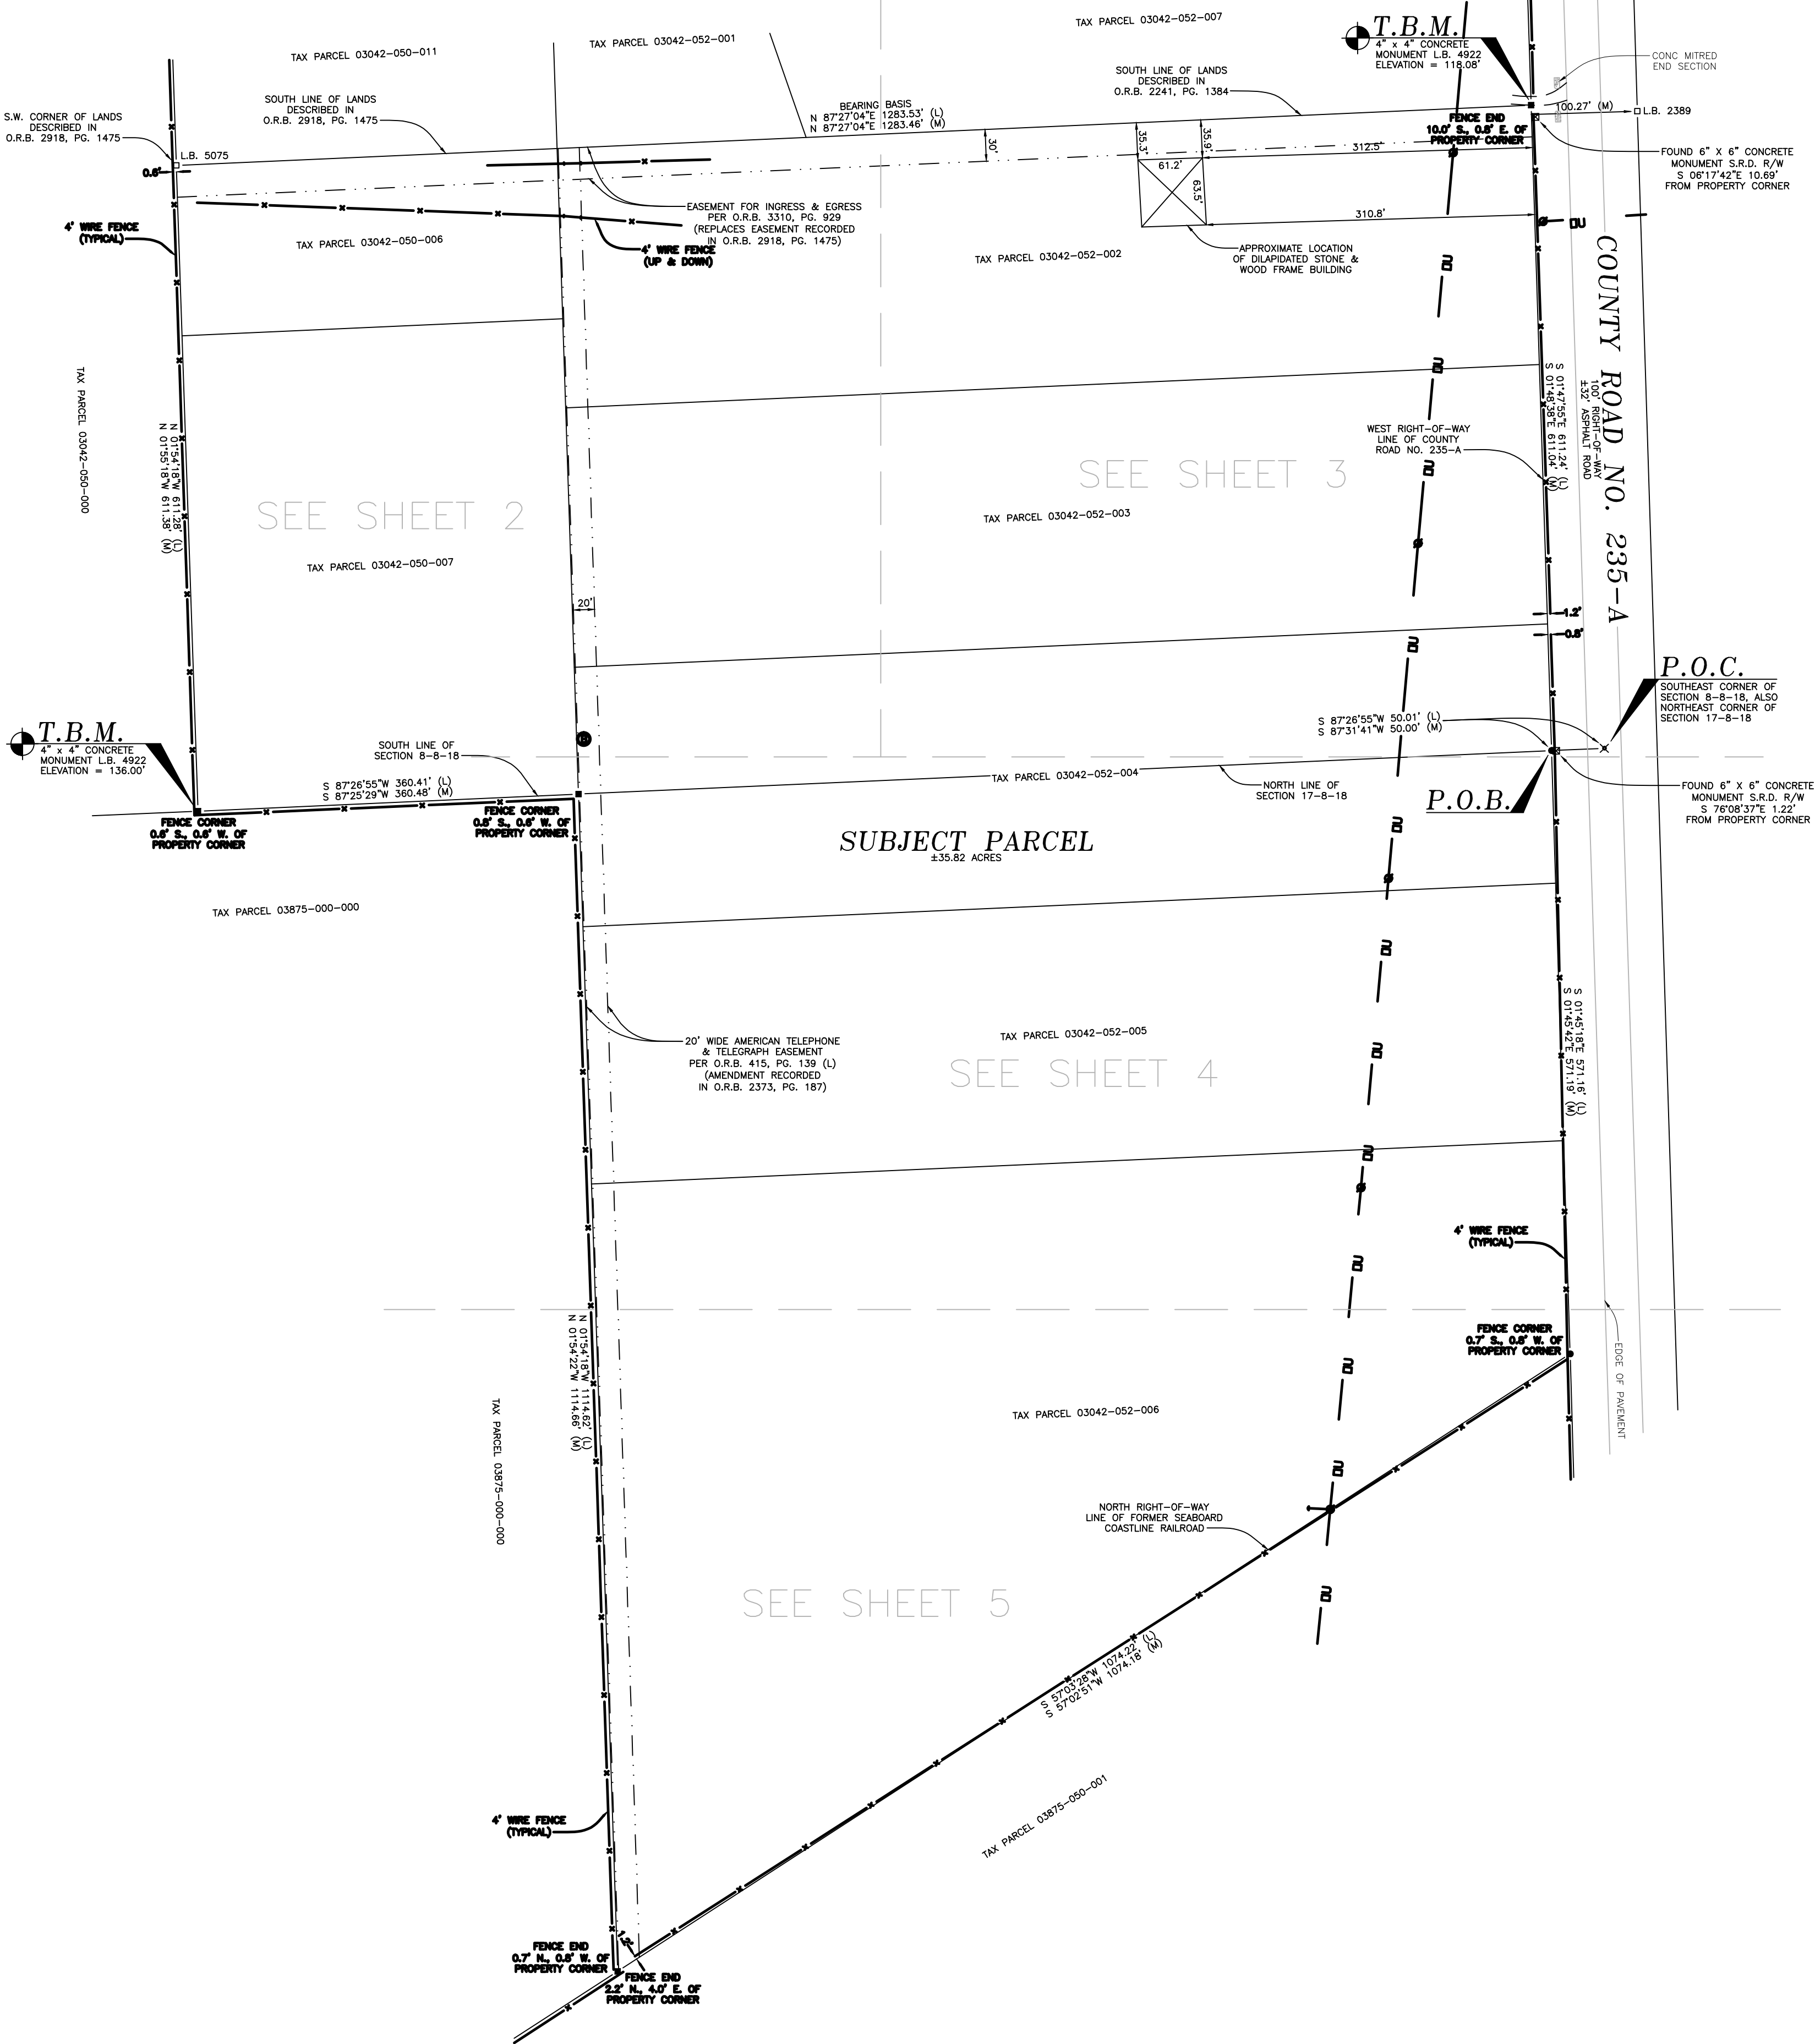 TAX PARCEL 03042-050-011
TAX PARCEL 03042-052-001
TAX PARCEL 03042-052-007
T.B.M.
4" x 4" CONCRETE
MONUMENT L.B. 4922
ELEVATION = 118.08'
CONC MITRED
END SECTION
S.W. CORNER OF LANDS
DESCRIBED IN
O.R.B. 2918, PG. 1475
SOUTH LINE OF LANDS
DESCRIBED IN
O.R.B. 2918, PG. 1475
BEARING BASIS
N 87°27'04"E 1283.53' (L)
N 87°27'04"E 1283.46' (M)
SOUTH LINE OF LANDS
DESCRIBED IN
O.R.B. 2241, PG. 1384
100.27' (M)
L.B. 2389
FENCE END
10.0' S., 0.8' E. OF
PROPERTY CORNER
FOUND 6" X 6" CONCRETE
MONUMENT S.R.D. R/W
S 06°17'42"E 10.69'
FROM PROPERTY CORNER
L.B. 5075
0.6'
30'
35.3'
35.9'
61.2'
63.5'
312.5'
310.8'
4' WIRE FENCE
(TYPICAL)
TAX PARCEL 03042-050-006
EASEMENT FOR INGRESS & EGRESS
PER O.R.B. 3310, PG. 929
(REPLACES EASEMENT RECORDED
IN O.R.B. 2918, PG. 1475)
4' WIRE FENCE
(UP & DOWN)
TAX PARCEL 03042-052-002
APPROXIMATE LOCATION
OF DILAPIDATED STONE &
WOOD FRAME BUILDING
OU
OU
OU
OU
COUNTY ROAD NO. 235-A
100' RIGHT-OF-WAY
±32' ASPHALT ROAD
S 01°47'55"E 611.24' (L)
S 01°48'38"E 611.04' (M)
WEST RIGHT-OF-WAY
LINE OF COUNTY
ROAD NO. 235-A
TAX PARCEL 03042-050-000
N 01°54'18"W 611.28' (L)
N 01°55'18"W 611.38' (M)
SEE SHEET 2
SEE SHEET 3
TAX PARCEL 03042-052-003
TAX PARCEL 03042-050-007
20'
1.2'
0.8'
OU
P.O.C.
SOUTHEAST CORNER OF
SECTION 8-8-18, ALSO
NORTHEAST CORNER OF
SECTION 17-8-18
T.B.M.
4" x 4" CONCRETE
MONUMENT L.B. 4922
ELEVATION = 136.00'
SOUTH LINE OF
SECTION 8-8-18
S 87°26'55"W 360.41' (L)
S 87°25'29"W 360.48' (M)
S 87°26'55"W 50.01' (L)
S 87°31'41"W 50.00' (M)
TAX PARCEL 03042-052-004
NORTH LINE OF
SECTION 17-8-18
P.O.B.
FOUND 6" X 6" CONCRETE
MONUMENT S.R.D. R/W
S 76°08'37"E 1.22'
FROM PROPERTY CORNER
FENCE CORNER
0.6' S., 0.6' W. OF
PROPERTY CORNER
FENCE CORNER
0.8' S., 0.6' W. OF
PROPERTY CORNER
SUBJECT PARCEL
±35.82 ACRES
OU
TAX PARCEL 03875-000-000
OU
20' WIDE AMERICAN TELEPHONE
& TELEGRAPH EASEMENT
PER O.R.B. 415, PG. 139 (L)
(AMENDMENT RECORDED
IN O.R.B. 2373, PG. 187)
TAX PARCEL 03042-052-005
SEE SHEET 4
S 01°45'18"E 571.16' (L)
S 01°45'42"E 571.19' (M)
OU
OU
OU
4' WIRE FENCE
(TYPICAL)
FENCE CORNER
0.7' S., 0.8' W. OF
PROPERTY CORNER
EDGE OF PAVEMENT
N 01°54'18"W 1114.62' (L)
N 01°54'22"W 1114.66' (M)
TAX PARCEL 03875-000-000
OU
TAX PARCEL 03042-052-006
OU
NORTH RIGHT-OF-WAY
LINE OF FORMER SEABOARD
COASTLINE RAILROAD
SEE SHEET 5
OU
S 57°03'28"W 1074.22' (L)
S 57°02'51"W 1074.18' (M)
TAX PARCEL 03875-050-001
4' WIRE FENCE
(TYPICAL)
FENCE END
0.7' N., 0.8' W. OF
PROPERTY CORNER
FENCE END
2.2' N., 4.0' E. OF
PROPERTY CORNER